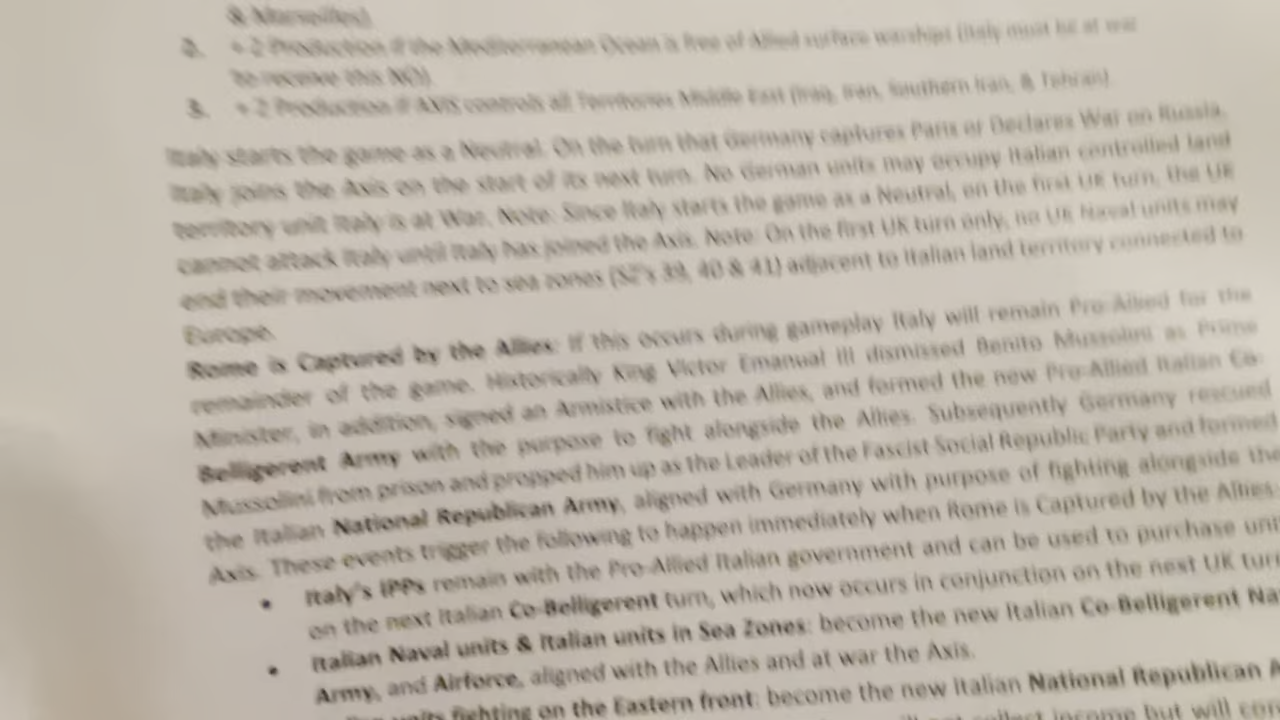 & Marseilles)
2. +2 Production if the Mediterranean Ocean is free of Allied surface warships (Italy must be at war
to receive this NO)
3. +2 Production if AXIS controls all Territories Middle East (Iraq, Iran, Southern Iran, & Tehran)
Italy starts the game as a Neutral. On the turn that Germany captures Paris or Declares War on Russia,
Italy joins the Axis on the start of its next turn. No German units may occupy Italian controlled land
territory unit Italy is at War. Note: Since Italy starts the game as a Neutral, on the first UK turn, the UK
cannot attack Italy until Italy has joined the Axis. Note: On the first UK turn only, no UK Naval units may
end their movement next to sea zones (SZ's 39, 40 & 41) adjacent to Italian land territory connected to
Europe.
Rome is Captured by the Allies: If this occurs during gameplay Italy will remain Pro-Allied for the
remainder of the game. Historically King Victor Emanual III dismissed Benito Mussolini as Prime
Minister, in addition, signed an Armistice with the Allies, and formed the new Pro-Allied Italian Co-
Belligerent Army with the purpose to fight alongside the Allies. Subsequently Germany rescued
Mussolini from prison and propped him up as the Leader of the Fascist Social Republic Party and formed
the Italian National Republican Army, aligned with Germany with purpose of fighting alongside the
Axis. These events trigger the following to happen immediately when Rome is Captured by the Allies.
• Italy's IPPs remain with the Pro-Allied Italian government and can be used to purchase uni
on the next Italian Co-Belligerent turn, which now occurs in conjunction on the next UK turn
• Italian Naval units & Italian units in Sea Zones: become the new Italian Co-Belligerent Na
Army, and Airforce, aligned with the Allies and at war the Axis.
units fighting on the Eastern front: become the new Italian National Republican A
collect income but will con